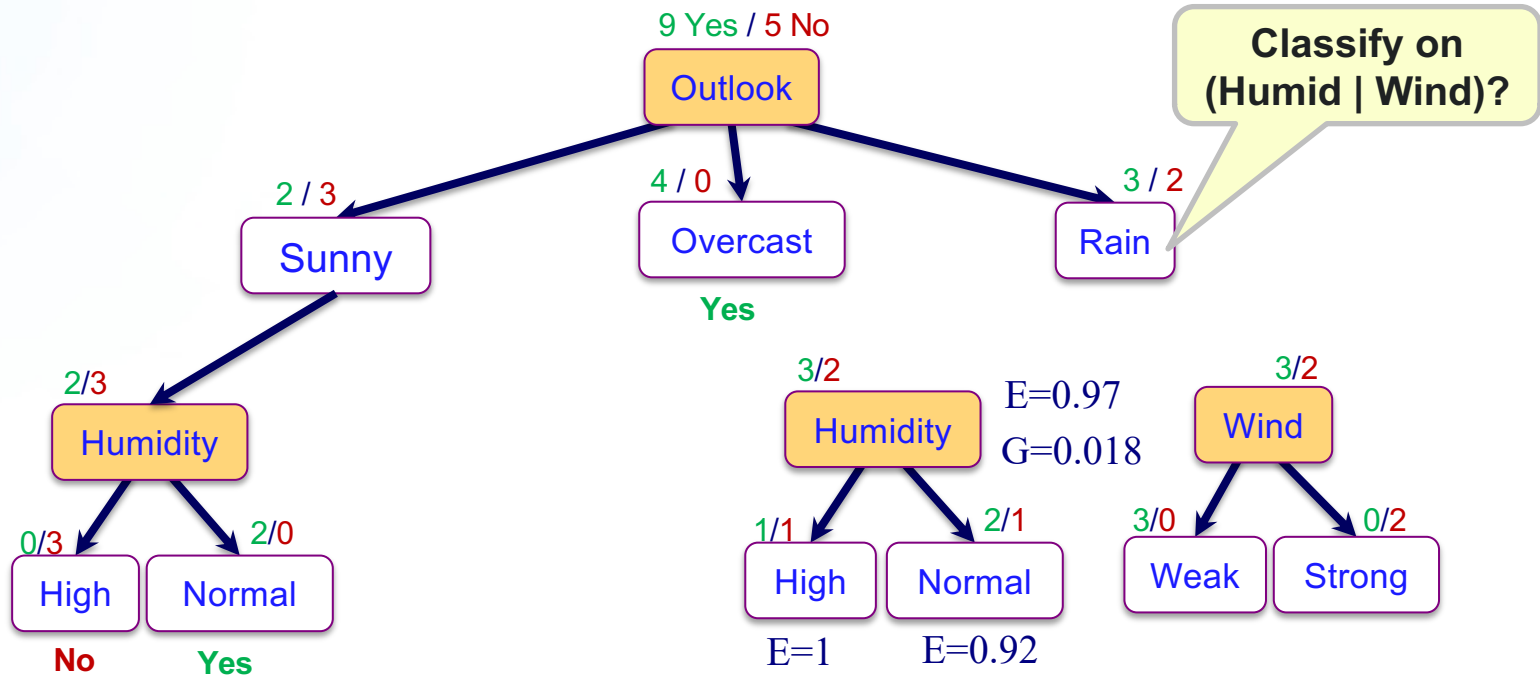 9 Yes / 5 No
Outlook
Classify on
(Humid | Wind)?
2 / 3
4 / 0
3 / 2
Sunny
Overcast
Rain
Yes
2/3
Humidity
0/3
2/0
High
Normal
No
Yes
3/2
Humidity
E=0.97
G=0.018
1/1
2/1
High
Normal
E=1
E=0.92
3/2
Wind
3/0
0/2
Weak
Strong